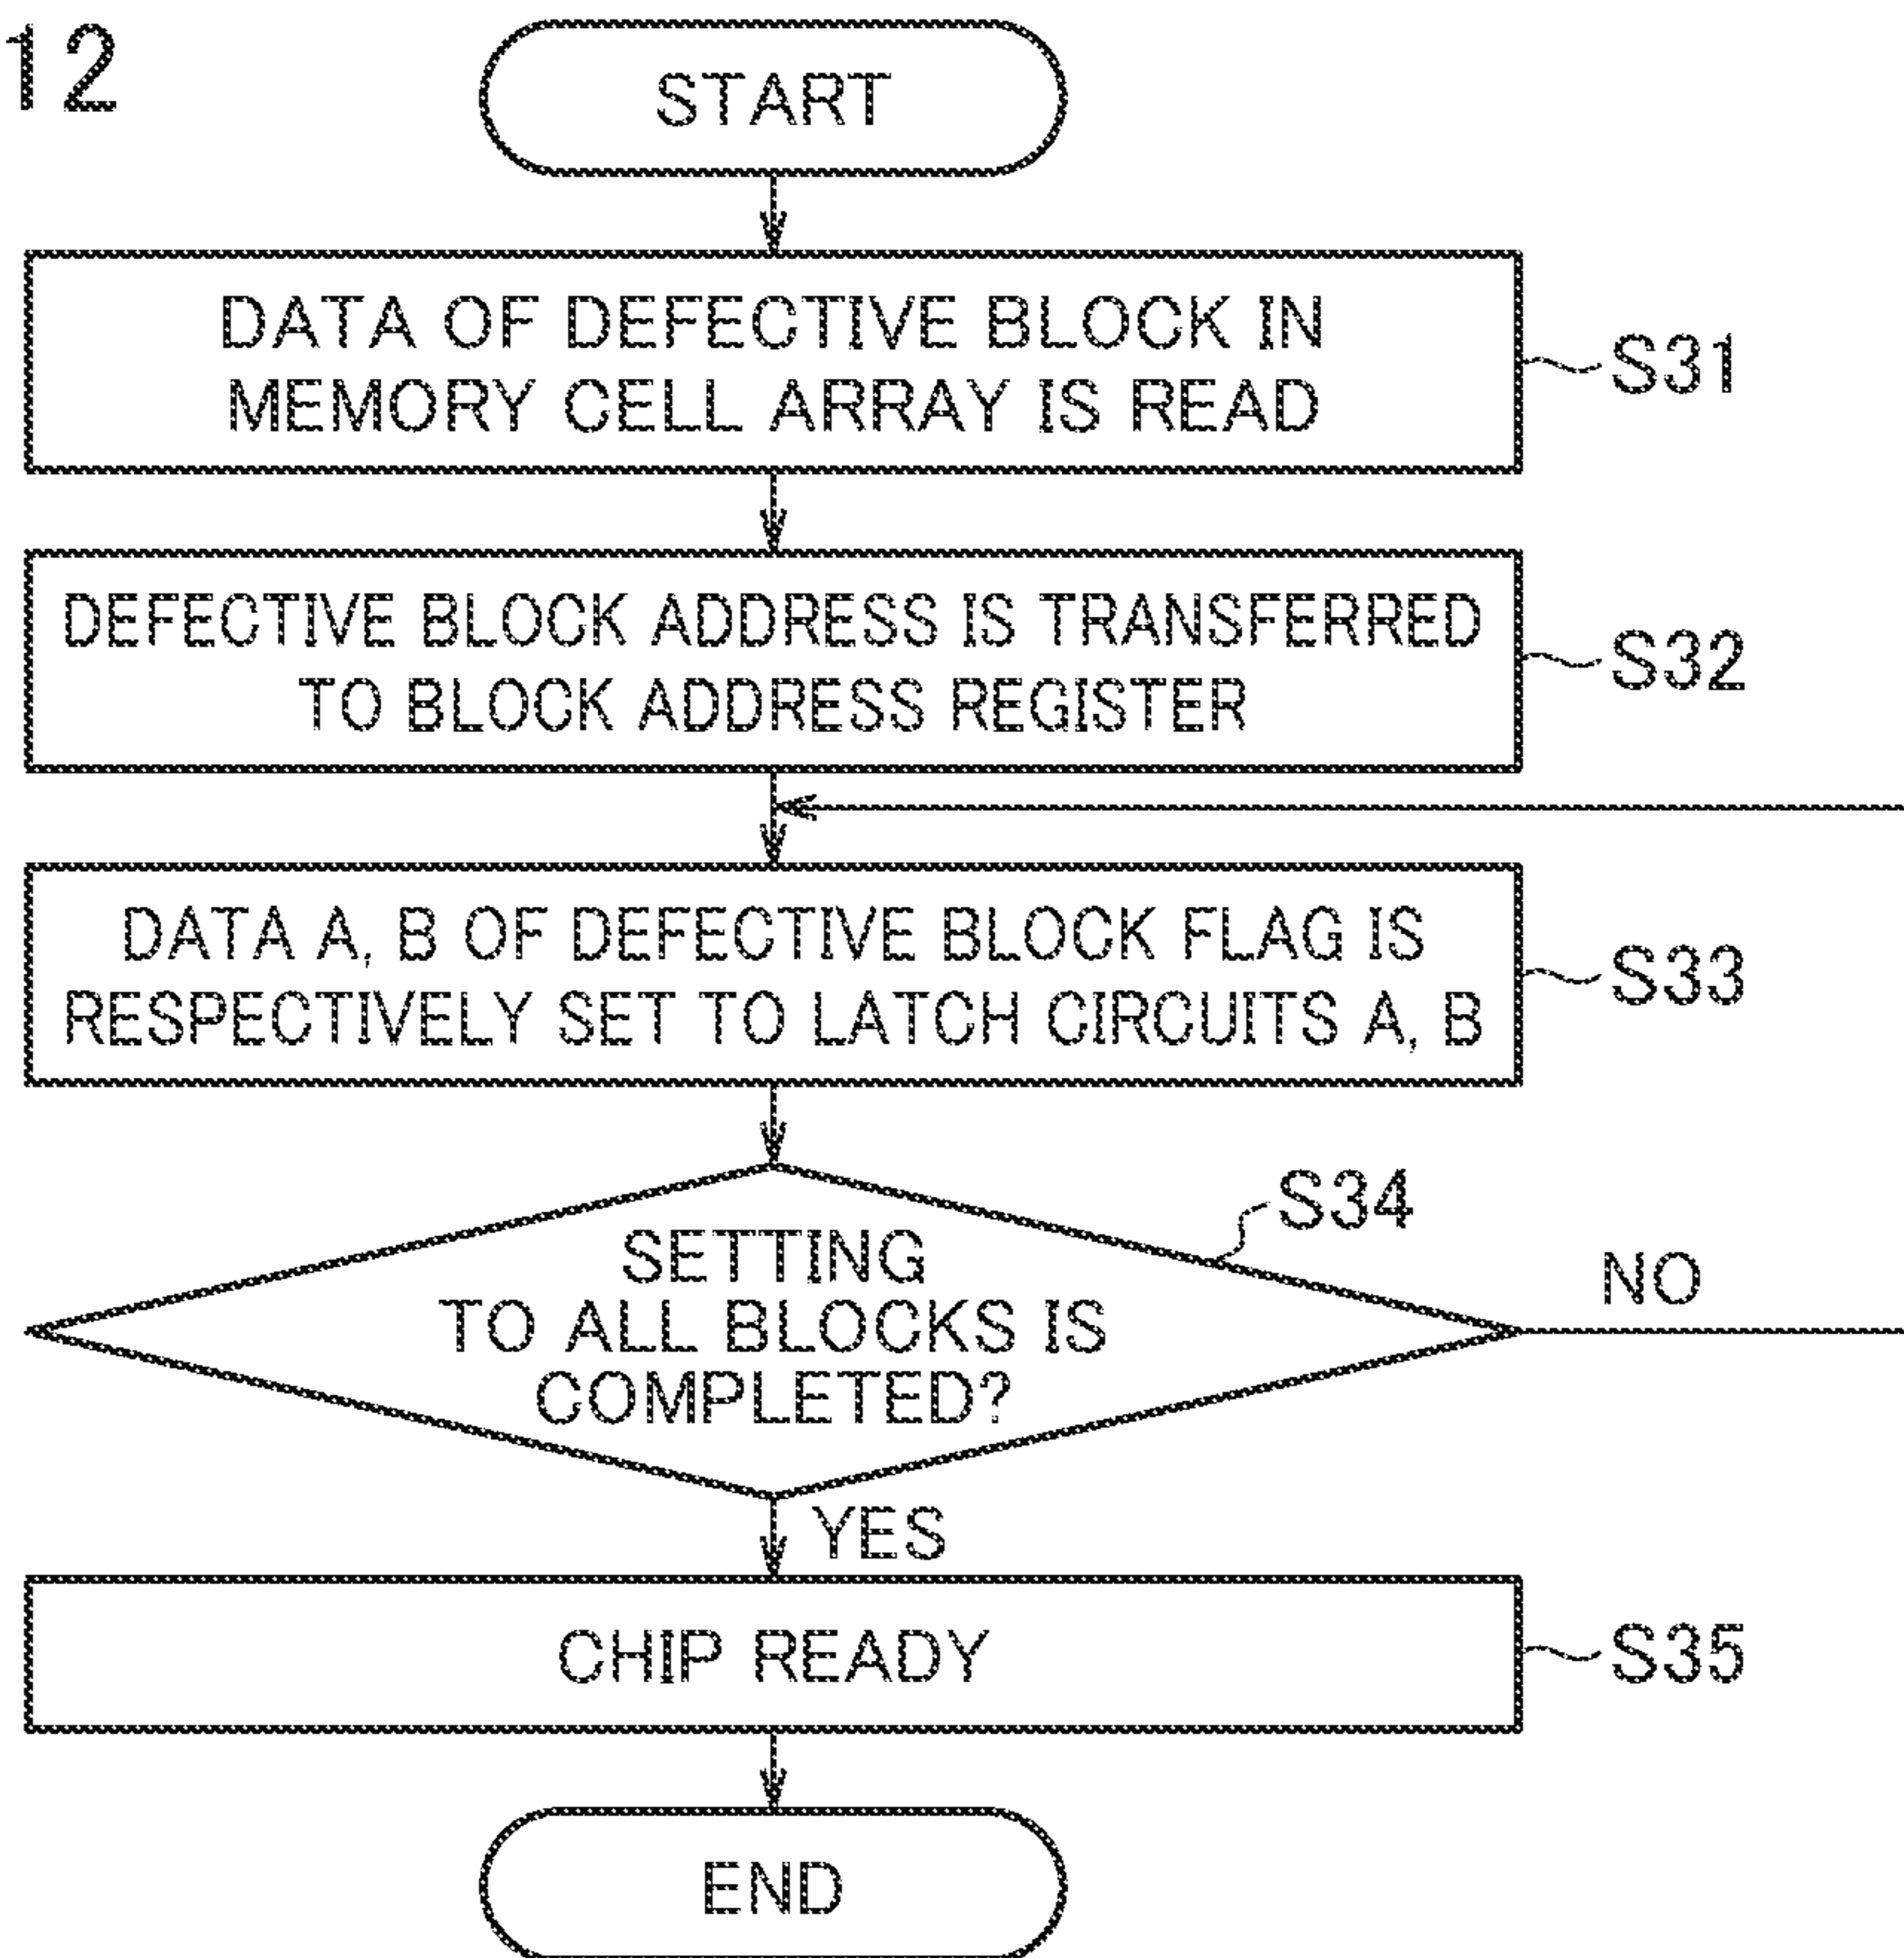 12
START
DATA OF DEFECTIVE BLOCK IN
MEMORY CELL ARRAY IS READ
S31
DEFECTIVE BLOCK ADDRESS IS TRANSFERRED
TO BLOCK ADDRESS REGISTER
S32
DATA A, B OF DEFECTIVE BLOCK FLAG IS
RESPECTIVELY SET TO LATCH CIRCUITS A, B
S33
S34
SETTING
TO ALL BLOCKS IS
COMPLETED?
NO
YES
CHIP READY
S35
END